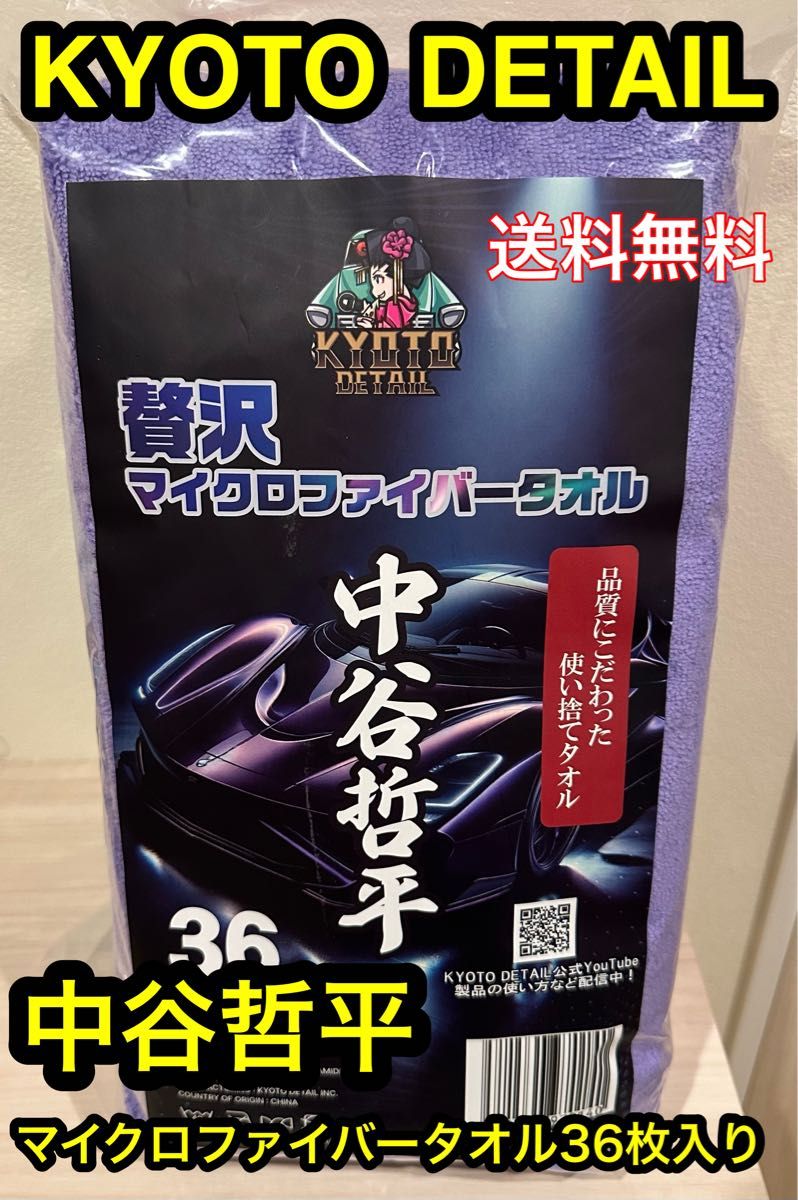 KYOTO DETAIL
送料無料
KYOTO
DETAIL
贅沢
マイクロファイバータオル
中谷哲平
品質にこだわった
使い捨てタオル
36
KYOTO DETAIL公式YouTube
製品の使い方など配信中！
中谷哲平
KYOTO DETAIL INC.
COUNTRY OF ORIGIN : CHINA
マイクロファイバータオル36枚入り